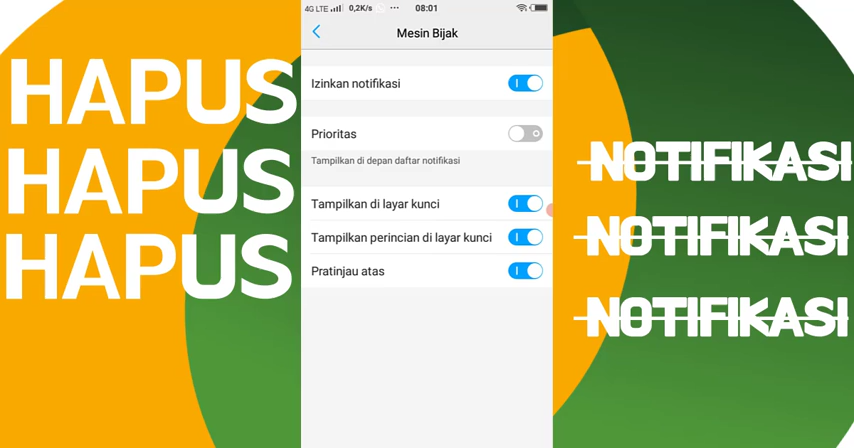 HAPUS
HAPUS
HAPUS
4G LTE 0,2K/s ... 08:01
Mesin Bijak
Izinkan notifikasi
Prioritas
Tampilkan di depan daftar notifikasi
Tampilkan di layar kunci
Tampilkan perincian di layar kunci
Pratinjau atas
NOTIFIKASI
NOTIFIKASI
NOTIFIKASI